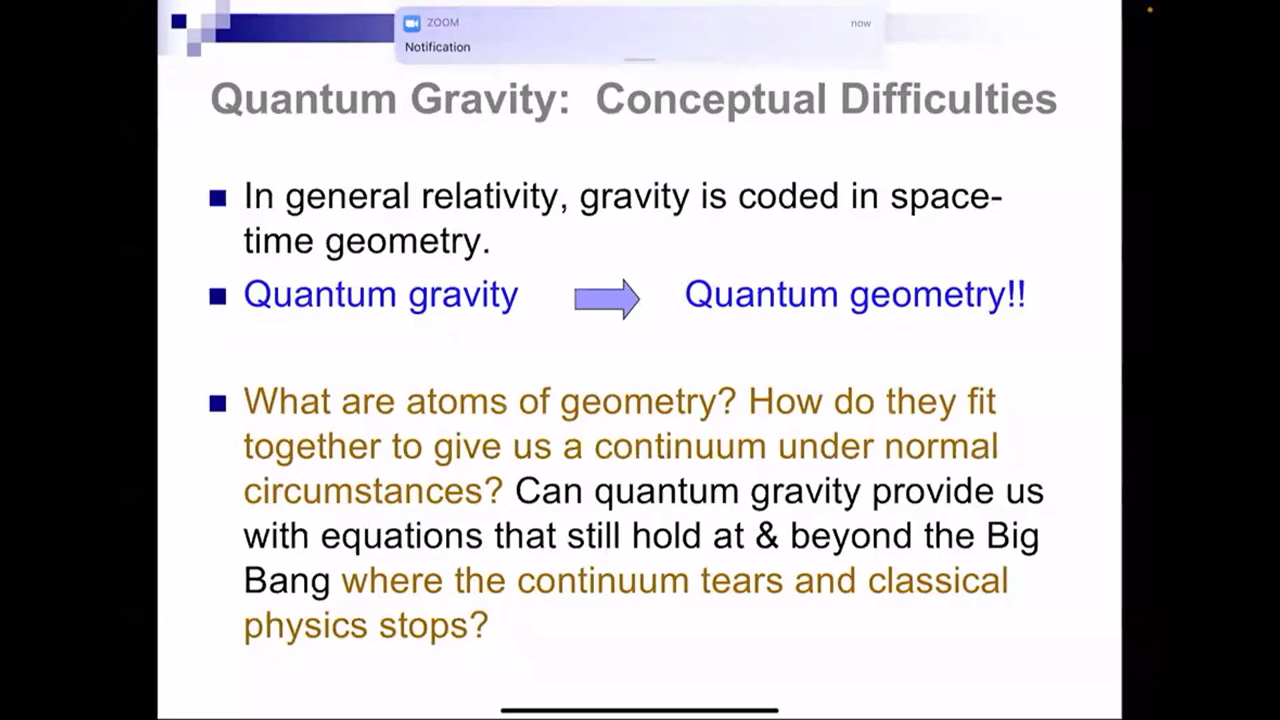 ZOOM now
Notification
Quantum Gravity: Conceptual Difficulties
In general relativity, gravity is coded in space-
time geometry.
Quantum gravity Quantum geometry!!
What are atoms of geometry? How do they fit
together to give us a continuum under normal
circumstances? Can quantum gravity provide us
with equations that still hold at & beyond the Big
Bang where the continuum tears and classical
physics stops?